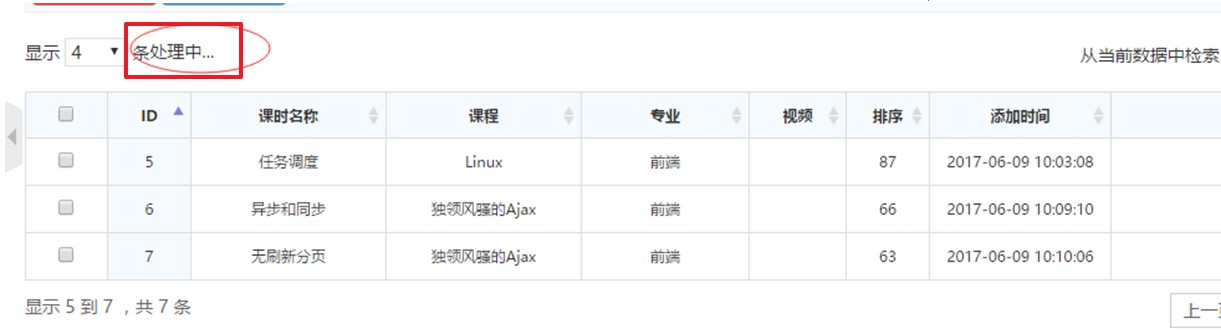 显示 4 条处理中...
从当前数据中检索
ID 课时名称 课程 专业 视频 排序 添加时间
5 任务调度 Linux 前端 87 2017-06-09 10:03:08
6 异步和同步 独领风骚的Ajax 前端 66 2017-06-09 10:09:10
7 无刷新分页 独领风骚的Ajax 前端 63 2017-06-09 10:10:06
显示 5 到 7 ，共 7 条
上一